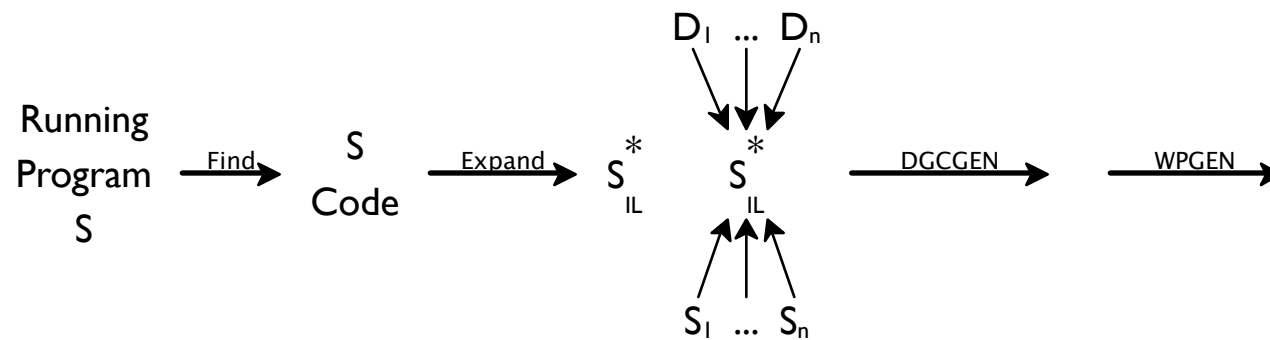 D₁ ... Dₙ
Running
Program
S
Find
S
Code
Expand
S*IL
S*IL
DGCGEN
WPGEN
S₁ ... Sₙ